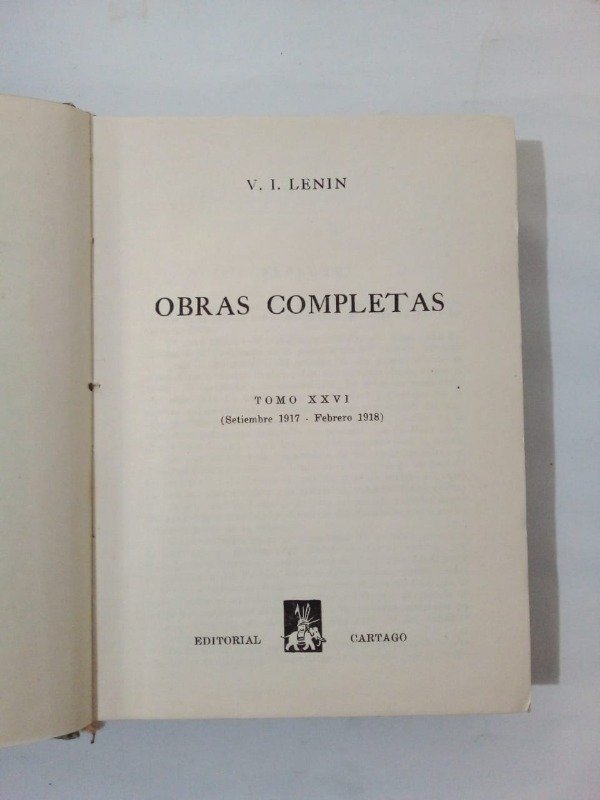 V. I. LENIN
OBRAS COMPLETAS
TOMO XXVI
(Setiembre 1917 - Febrero 1918)
EDITORIAL CARTAGO